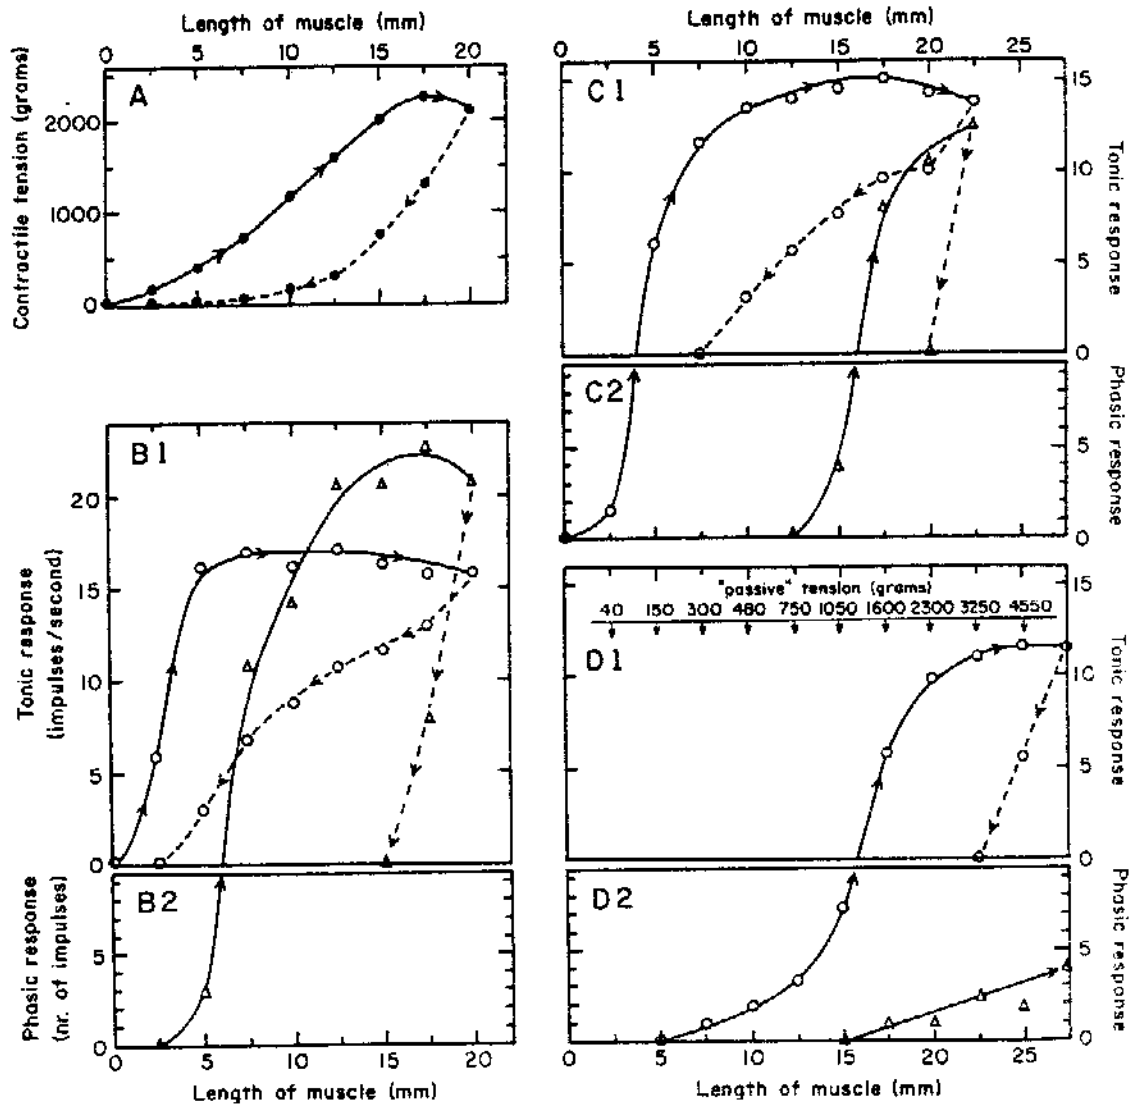 Length of muscle (mm)
0 5 10 15 20
A
Contractile tension (grams)
2000
1000
0
B1
Tonic response
(impulses/second)
20
15
10
5
0
B2
Phasic response
(nr. of impulses)
5
0
0 5 10 15 20
Length of muscle (mm)
Length of muscle (mm)
0 5 10 15 20 25
C1
15
10
5
0
Tonic response
C2
5
0
Phasic response
"passive" tension (grams)
40 150 300 480 750 1050 1600 2300 3250 4550
D1
15
10
5
0
Tonic response
D2
5
0
Phasic response
0 5 10 15 20 25
Length of muscle (mm)